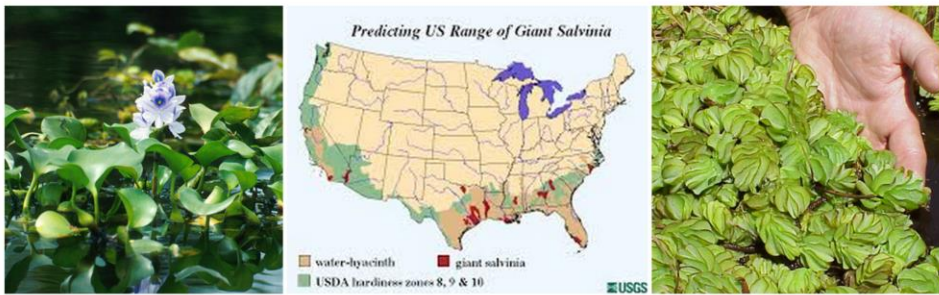 Predicting US Range of Giant Salvinia
water-hyacinth
giant salvinia
USDA hardiness zones 8, 9 & 10
USGS